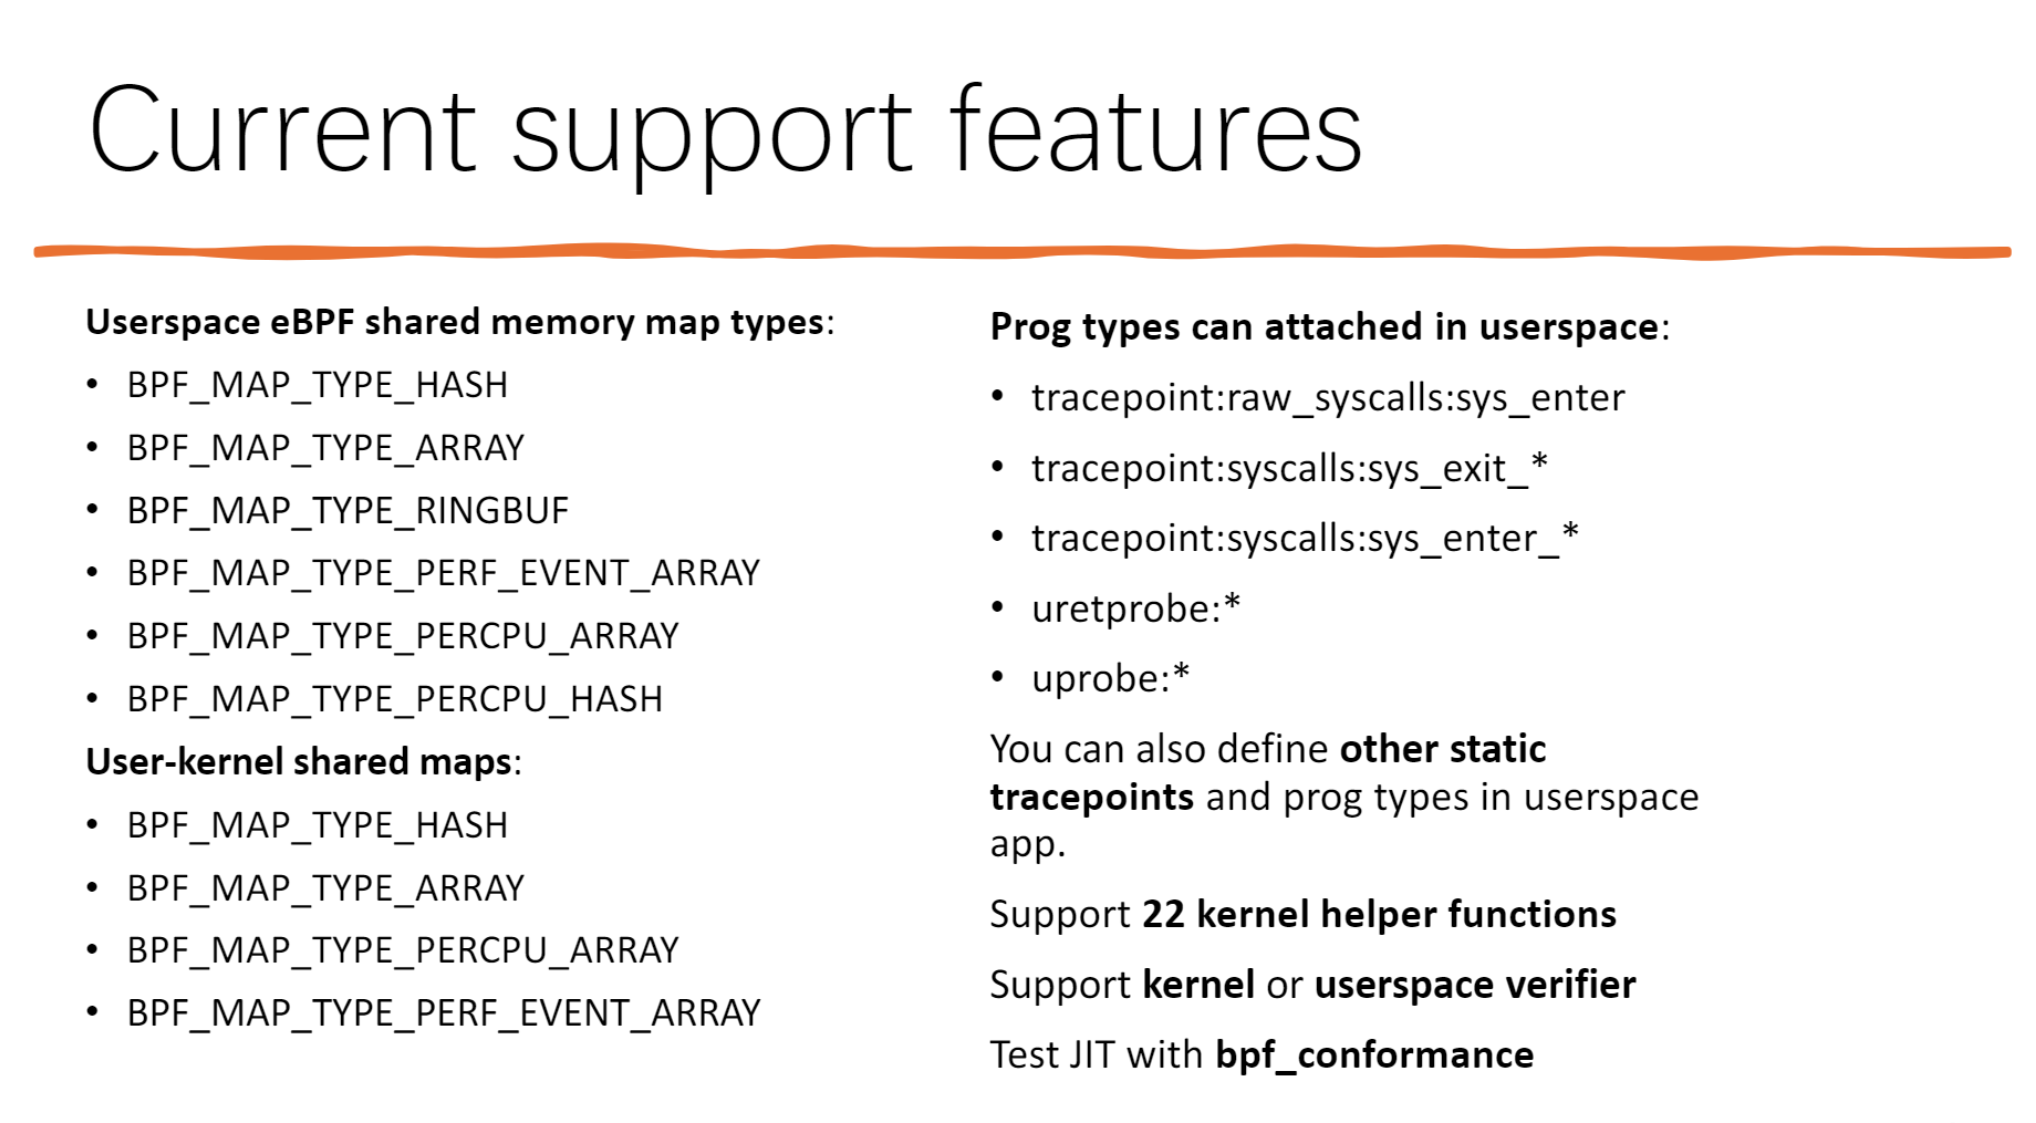 Current support features
Userspace eBPF shared memory map types:
• BPF_MAP_TYPE_HASH
• BPF_MAP_TYPE_ARRAY
• BPF_MAP_TYPE_RINGBUF
• BPF_MAP_TYPE_PERF_EVENT_ARRAY
• BPF_MAP_TYPE_PERCPU_ARRAY
• BPF_MAP_TYPE_PERCPU_HASH
User-kernel shared maps:
• BPF_MAP_TYPE_HASH
• BPF_MAP_TYPE_ARRAY
• BPF_MAP_TYPE_PERCPU_ARRAY
• BPF_MAP_TYPE_PERF_EVENT_ARRAY
Prog types can attached in userspace:
• tracepoint:raw_syscalls:sys_enter
• tracepoint:syscalls:sys_exit_*
• tracepoint:syscalls:sys_enter_*
• uretprobe:*
• uprobe:*
You can also define other static
tracepoints and prog types in userspace
app.
Support 22 kernel helper functions
Support kernel or userspace verifier
Test JIT with bpf_conformance